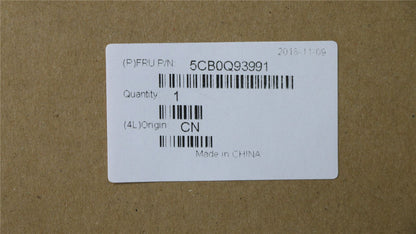 2018-11-09
(P)FRU P/N: 5CB0Q93991
Quantity 1
(4L)Origin CN
Made in CHINA